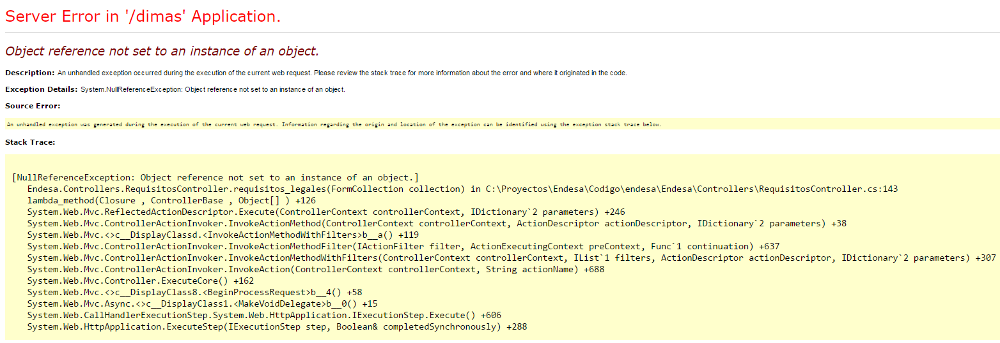 Server Error in '/dimas' Application.
Object reference not set to an instance of an object.
Description: An unhandled exception occurred during the execution of the current web request. Please review the stack trace for more information about the error and where it originated in the code.
Exception Details: System.NullReferenceException: Object reference not set to an instance of an object.
Source Error:
An unhandled exception was generated during the execution of the current web request. Information regarding the origin and location of the exception can be identified using the exception stack trace below.
Stack Trace:
[NullReferenceException: Object reference not set to an instance of an object.]
Endesa.Controllers.RequisitosController.requisitos_legales(FormCollection collection) in C:\Proyectos\Endesa\Codigo\endesa\Endesa\Controllers\RequisitosController.cs:143
lambda_method(Closure , ControllerBase , Object[] ) +126
System.Web.Mvc.ReflectedActionDescriptor.Execute(ControllerContext controllerContext, IDictionary`2 parameters) +246
System.Web.Mvc.ControllerActionInvoker.InvokeActionMethod(ControllerContext controllerContext, ActionDescriptor actionDescriptor, IDictionary`2 parameters) +38
System.Web.Mvc.<>c__DisplayClassd.<InvokeActionMethodWithFilters>b__a() +119
System.Web.Mvc.ControllerActionInvoker.InvokeActionMethodFilter(IActionFilter filter, ActionExecutingContext preContext, Func`1 continuation) +637
System.Web.Mvc.ControllerActionInvoker.InvokeActionMethodWithFilters(ControllerContext controllerContext, IList`1 filters, ActionDescriptor actionDescriptor, IDictionary`2 parameters) +307
System.Web.Mvc.ControllerActionInvoker.InvokeAction(ControllerContext controllerContext, String actionName) +688
System.Web.Mvc.Controller.ExecuteCore() +162
System.Web.Mvc.<>c__DisplayClass8.<BeginProcessRequest>b__4() +58
System.Web.Mvc.Async.<>c__DisplayClass1.<MakeVoidDelegate>b__0() +15
System.Web.CallHandlerExecutionStep.System.Web.HttpApplication.IExecutionStep.Execute() +606
System.Web.HttpApplication.ExecuteStep(IExecutionStep step, Boolean& completedSynchronously) +288